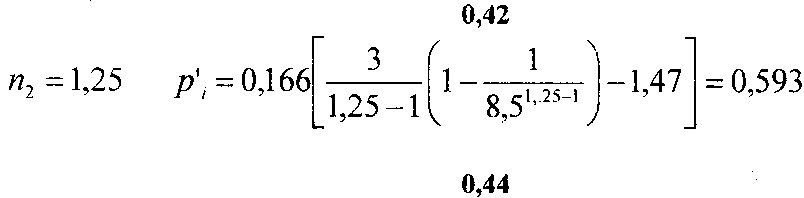 0,42
n₂ = 1,25 p'ᵢ = 0,166[3/(1,25−1)(1−1/8,5^(1,.25−1))−1,47] = 0,593
0,44